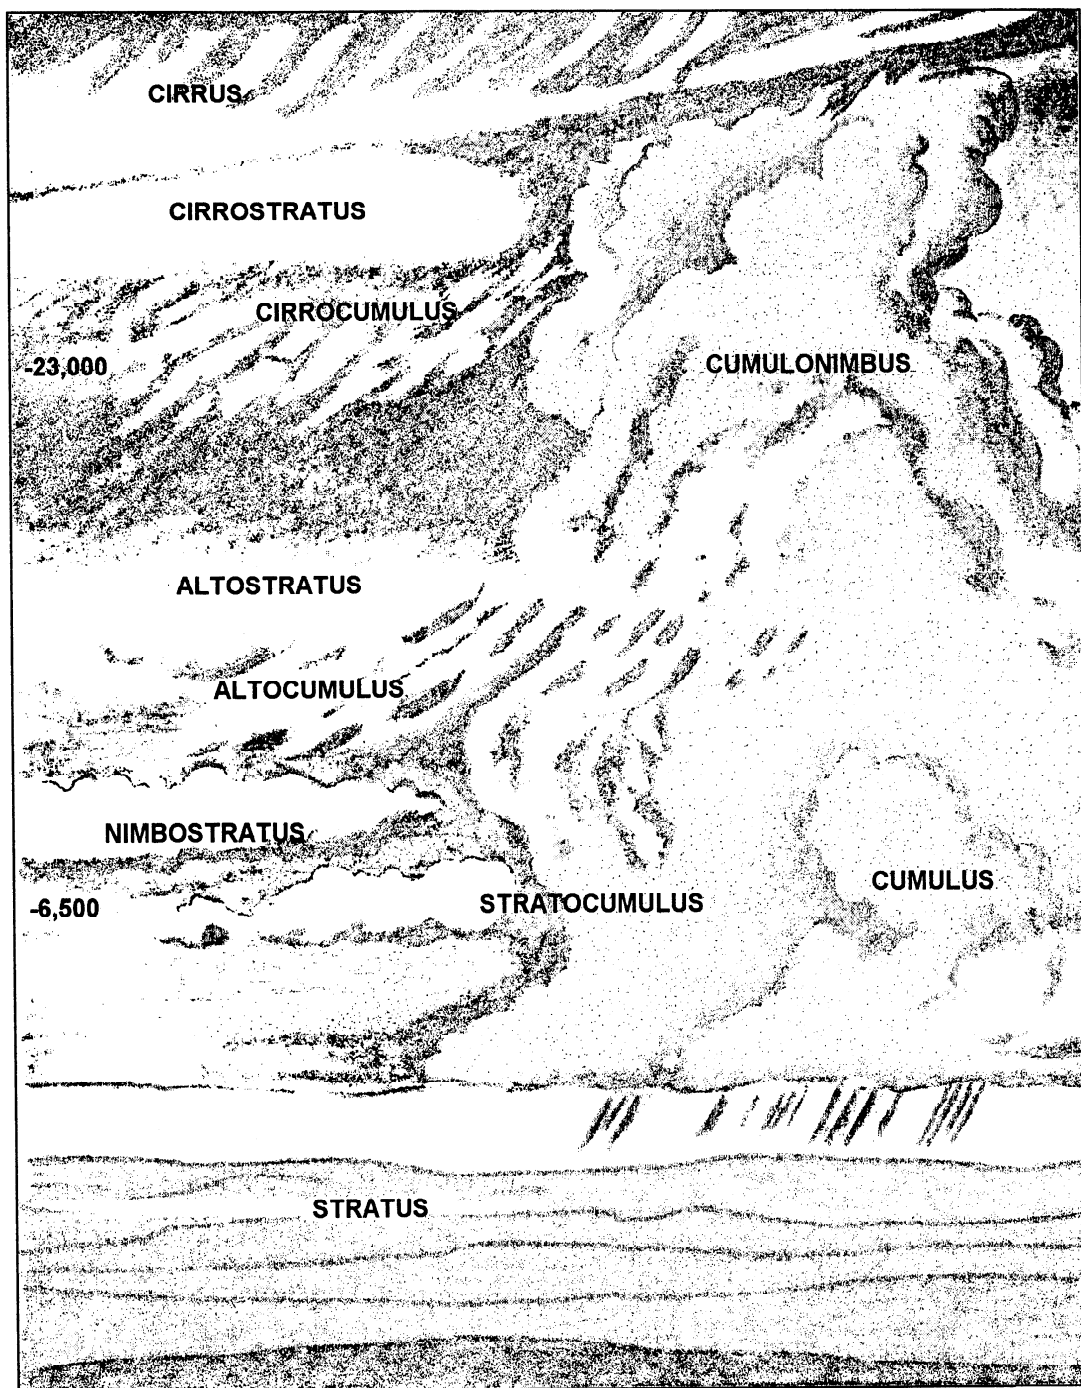 CIRRUS
CIRROSTRATUS
CIRROCUMULUS
-23,000
CUMULONIMBUS
ALTOSTRATUS
ALTOCUMULUS
NIMBOSTRATUS
CUMULUS
-6,500
STRATOCUMULUS
STRATUS